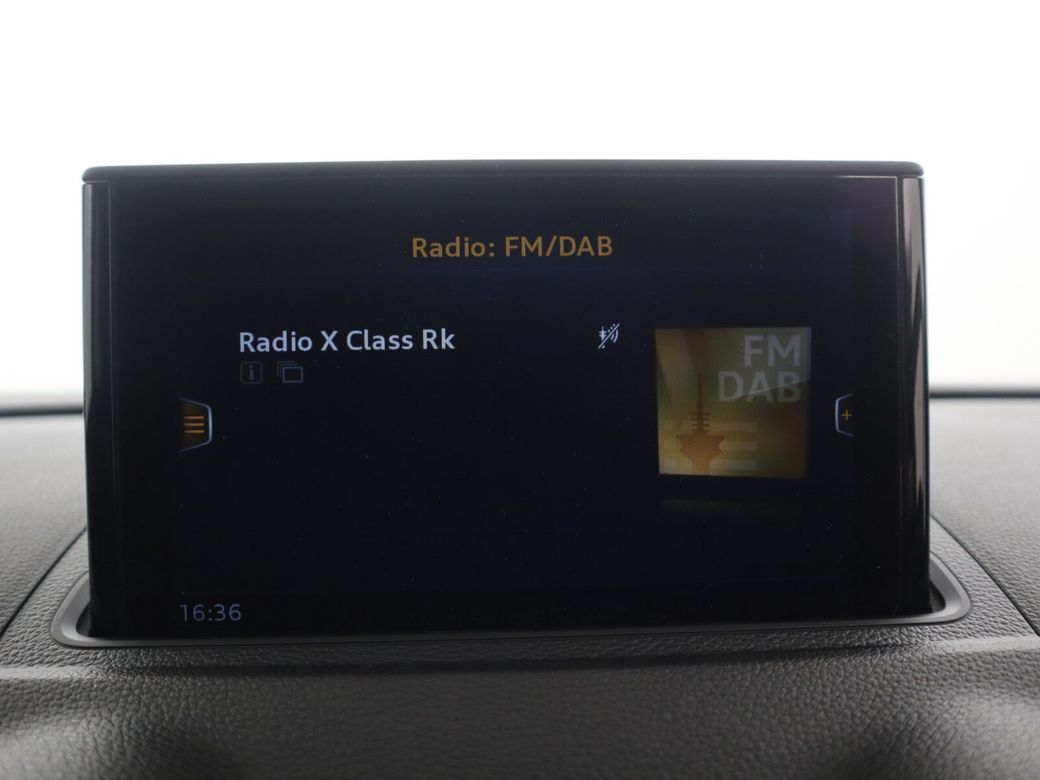 Radio: FM/DAB
Radio X Class Rk
FM
DAB
16:36